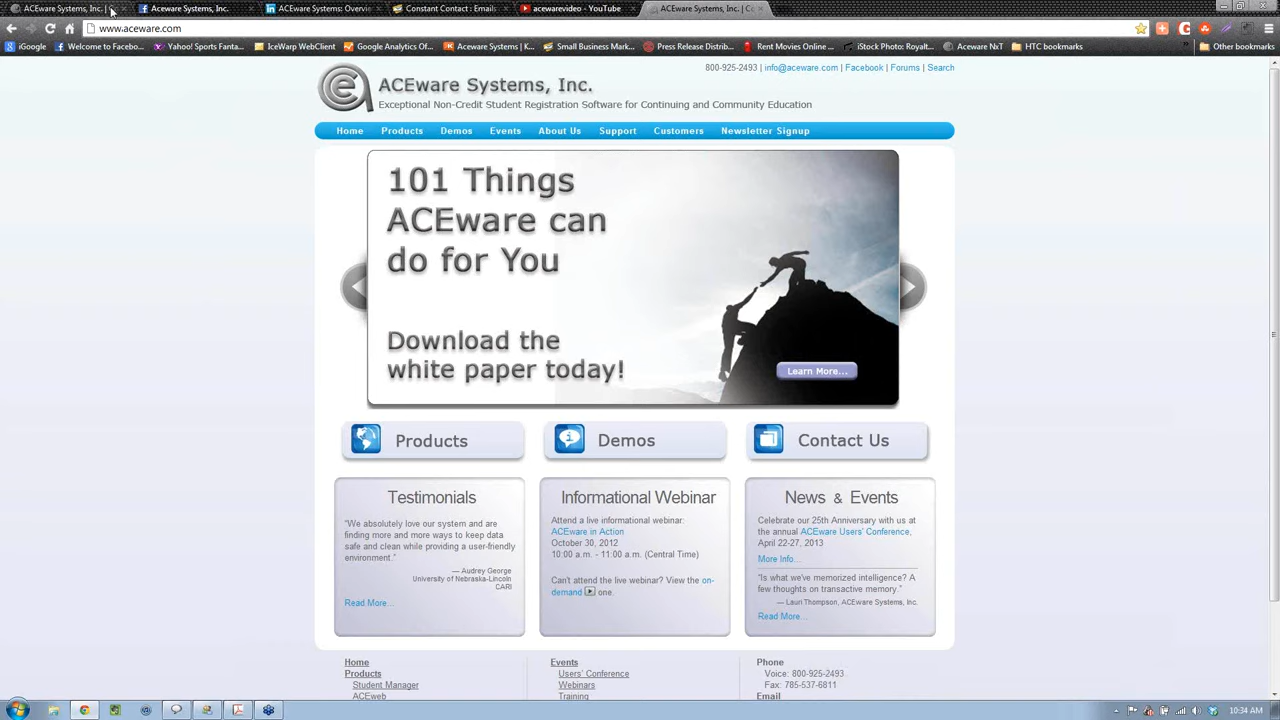 ACEware Systems, Inc. |
Aceware Systems, Inc.
ACEware Systems: Overvie
Constant Contact : Emails
acewarevideo - YouTube
ACEware Systems, Inc. | C
www.aceware.com
iGoogle
Welcome to Facebo...
Yahoo! Sports Fanta...
IceWarp WebClient
Google Analytics Of...
Aceware Systems | K...
Small Business Mark...
Press Release Distrib...
Rent Movies Online ...
iStock Photo: Royalt...
Aceware NxT
HTC bookmarks
»
Other bookmarks
800-925-2493 | info@aceware.com | Facebook | Forums | Search
ea
ACEware Systems, Inc.
Exceptional Non-Credit Student Registration Software for Continuing and Community Education
Home Products Demos Events About Us Support Customers Newsletter Signup
101 Things
ACEware can
do for You
Download the
white paper today!
Learn More...
Products
Demos
Contact Us
Testimonials
“We absolutely love our system and are
finding more and more ways to keep data
safe and clean while providing a user-friendly
environment.”
— Audrey George
University of Nebraska-Lincoln
CARI
Read More...
Informational Webinar
Attend a live informational webinar:
ACEware in Action
October 30, 2012
10:00 a.m. - 11:00 a.m. (Central Time)
Can't attend the live webinar? View the on-
demand one.
News & Events
Celebrate our 25th Anniversary with us at
the annual ACEware Users' Conference,
April 22-27, 2013
More Info...
“Is what we've memorized intelligence? A
few thoughts on transactive memory.”
— Lauri Thompson, ACEware Systems, Inc.
Read More...
Home
Products
Student Manager
ACEweb
Events
Users' Conference
Webinars
Training
Phone
Voice: 800-925-2493
Fax: 785-537-6811
Email
10:34 AM